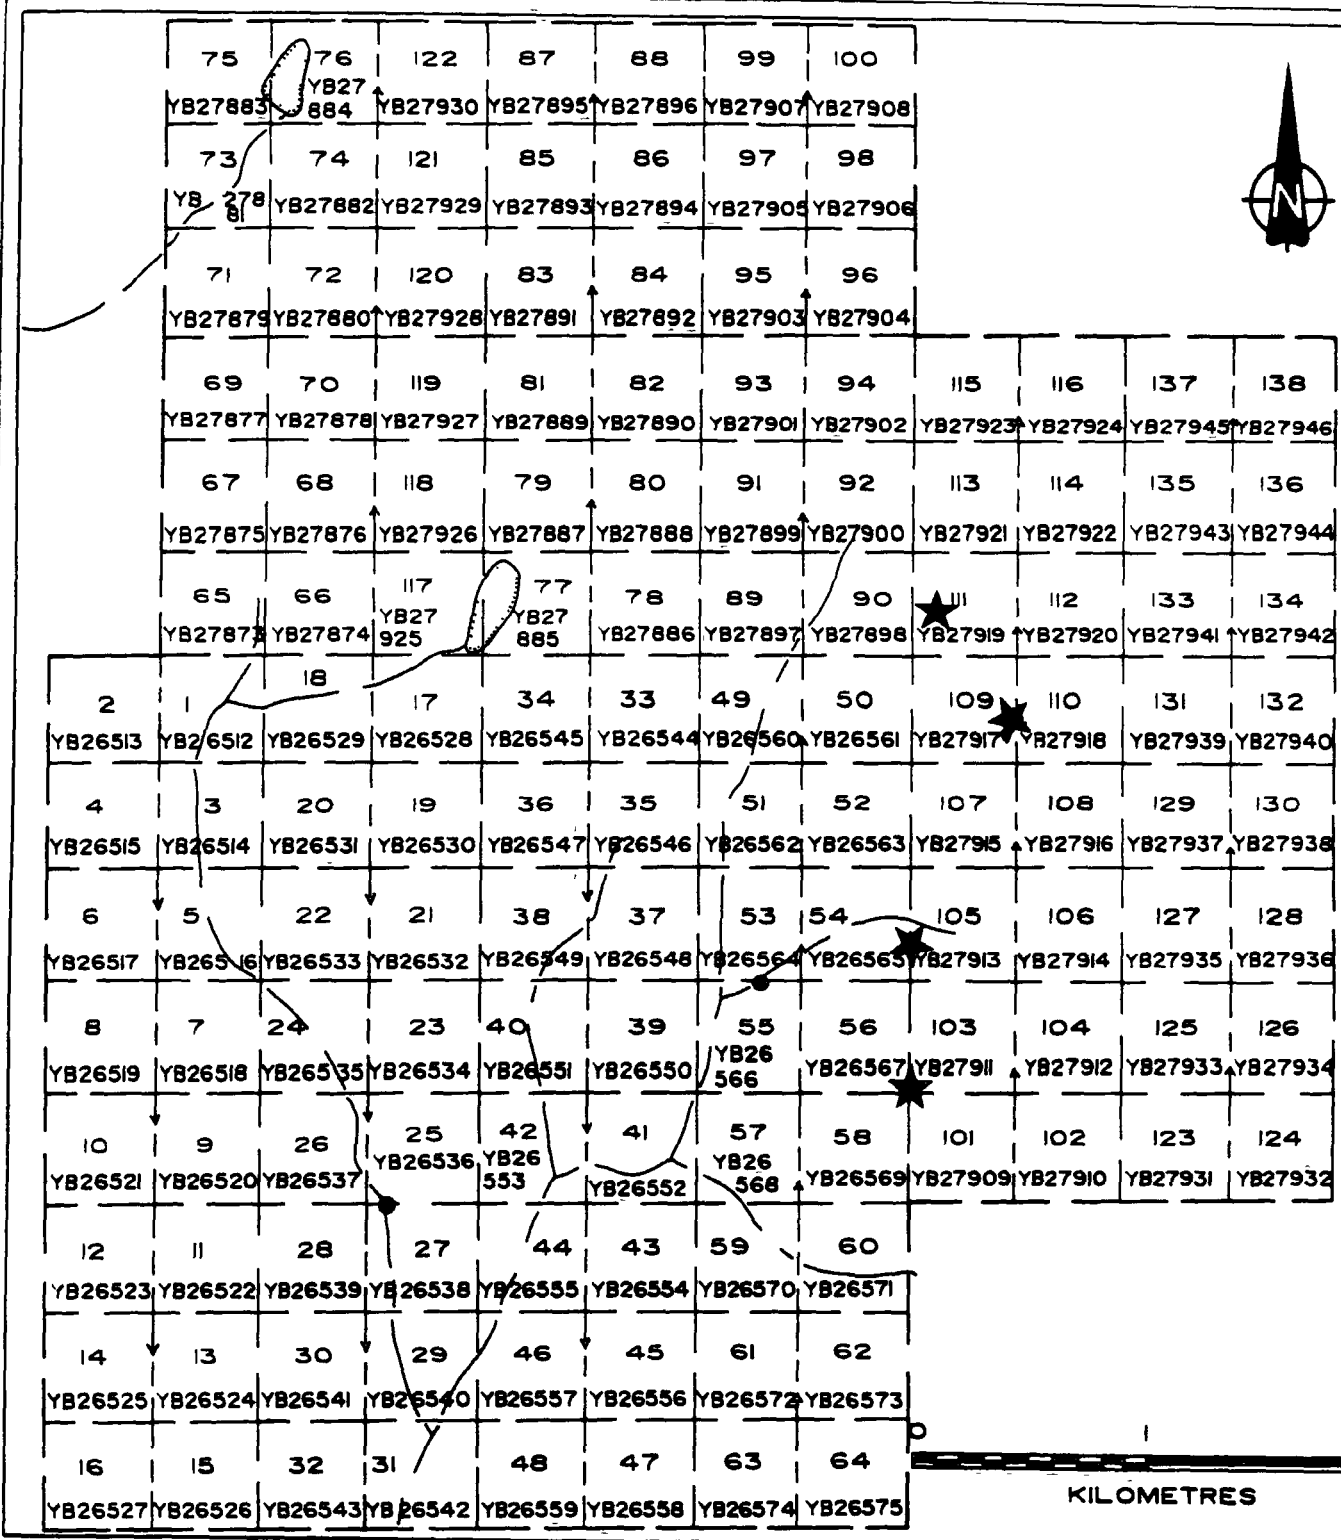 75 76 122 87 88 99 100
YB27883 YB27 884 YB27930 YB27895 YB27896 YB27907 YB27908
73 74 121 85 86 97 98
YB 278 81 YB27882 YB27929 YB27893 YB27894 YB27905 YB27906
N
71 72 120 83 84 95 96
YB27879 YB27880 YB27928 YB27891 YB27892 YB27903 YB27904
69 70 119 81 82 93 94 115 116 137 138
YB27877 YB27878 YB27927 YB27889 YB27890 YB27901 YB27902 YB27923 YB27924 YB27945 YB27946
67 68 118 79 80 91 92 113 114 135 136
YB27875 YB27876 YB27926 YB27887 YB27888 YB27899 YB27900 YB27921 YB27922 YB27943 YB27944
65 66 117 77 78 89 90 111 112 133 134
YB27873 YB27874 YB27 925 YB27 885 YB27886 YB27897 YB27898 YB27919 YB27920 YB27941 YB27942
2 1 18 17 34 33 49 50 109 110 131 132
YB26513 YB26512 YB26529 YB26528 YB26545 YB26544 YB26560 YB26561 YB27917 YB27918 YB27939 YB27940
4 3 20 19 36 35 51 52 107 108 129 130
YB26515 YB26514 YB26531 YB26530 YB26547 YB26546 YB26562 YB26563 YB27915 YB27916 YB27937 YB27938
6 5 22 21 38 37 53 54 105 106 127 128
YB26517 YB26516 YB26533 YB26532 YB26549 YB26548 YB26564 YB26565 YB27913 YB27914 YB27935 YB27936
8 7 24 23 40 39 55 56 103 104 125 126
YB26519 YB26518 YB26535 YB26534 YB26551 YB26550 YB26 566 YB26567 YB27911 YB27912 YB27933 YB27934
10 9 26 25 42 41 57 58 101 102 123 124
YB26521 YB26520 YB26537 YB26536 YB26 553 YB26552 YB26 568 YB26569 YB27909 YB27910 YB27931 YB27932
12 11 28 27 44 43 59 60
YB26523 YB26522 YB26539 YB26538 YB26555 YB26554 YB26570 YB26571
14 13 30 29 46 45 61 62
YB26525 YB26524 YB26541 YB26540 YB26557 YB26556 YB26572 YB26573
0 1
16 15 32 31 48 47 63 64
YB26527 YB26526 YB26543 YB26542 YB26559 YB26558 YB26574 YB26575
KILOMETRES